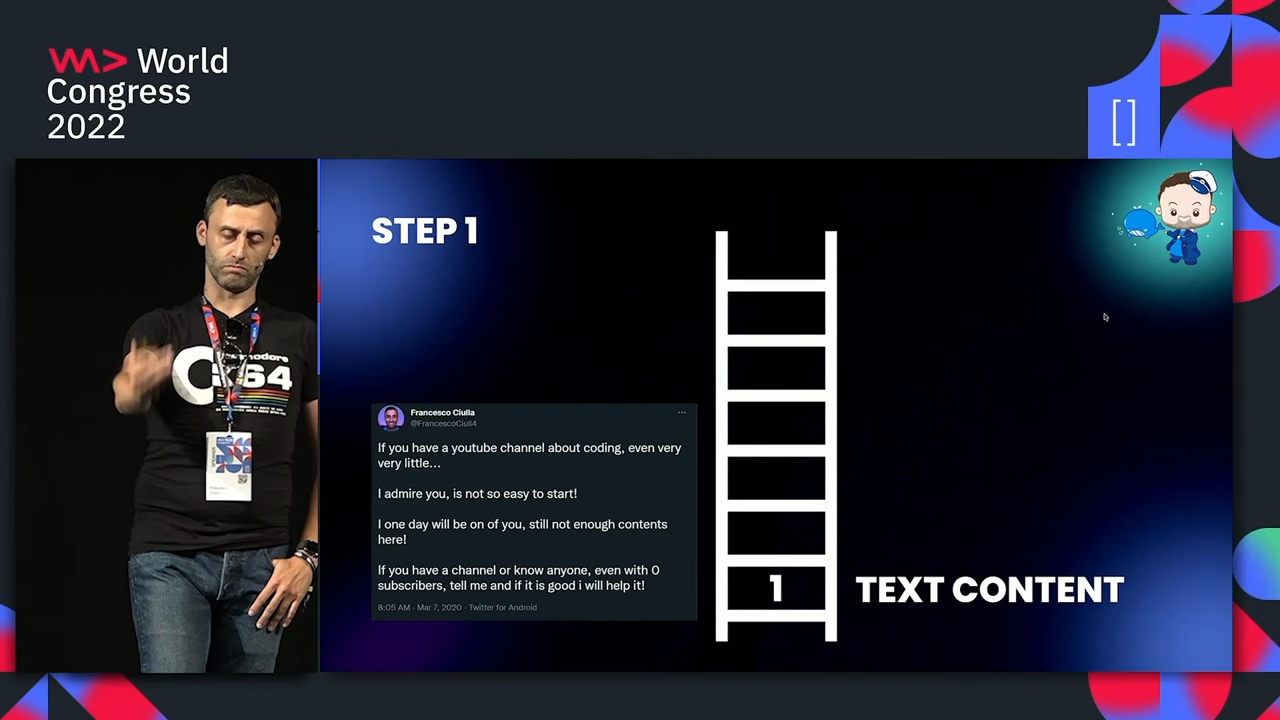 World
Congress
2022
[]
STEP 1
Francesco Ciulla
@FrancescoCiull4
If you have a youtube channel about coding, even very
very little...
I admire you, is not so easy to start!
I one day will be on of you, still not enough contents
here!
If you have a channel or know anyone, even with 0
subscribers, tell me and if it is good i will help it!
8:05 AM · Mar 7, 2020 · Twitter for Android
1
TEXT CONTENT
64